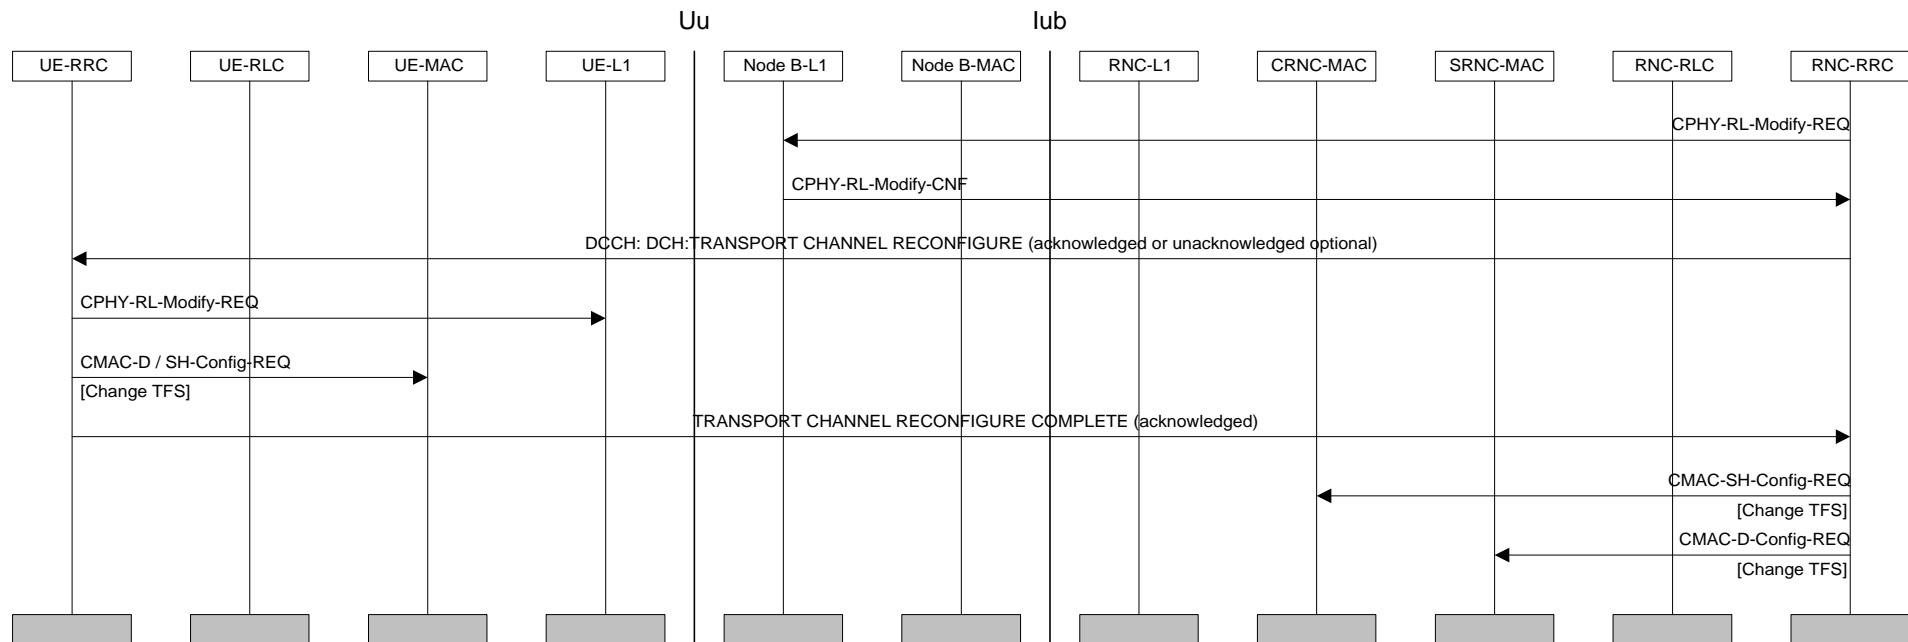 Uu
Iub
UE-RRC
UE-RLC
UE-MAC
UE-L1
Node B-L1
Node B-MAC
RNC-L1
CRNC-MAC
SRNC-MAC
RNC-RLC
RNC-RRC
CPHY-RL-Modify-REQ
CPHY-RL-Modify-CNF
DCCH: DCH:TRANSPORT CHANNEL RECONFIGURE (acknowledged or unacknowledged optional)
CPHY-RL-Modify-REQ
CMAC-D / SH-Config-REQ
[Change TFS]
TRANSPORT CHANNEL RECONFIGURE COMPLETE (acknowledged)
CMAC-SH-Config-REQ
[Change TFS]
CMAC-D-Config-REQ
[Change TFS]